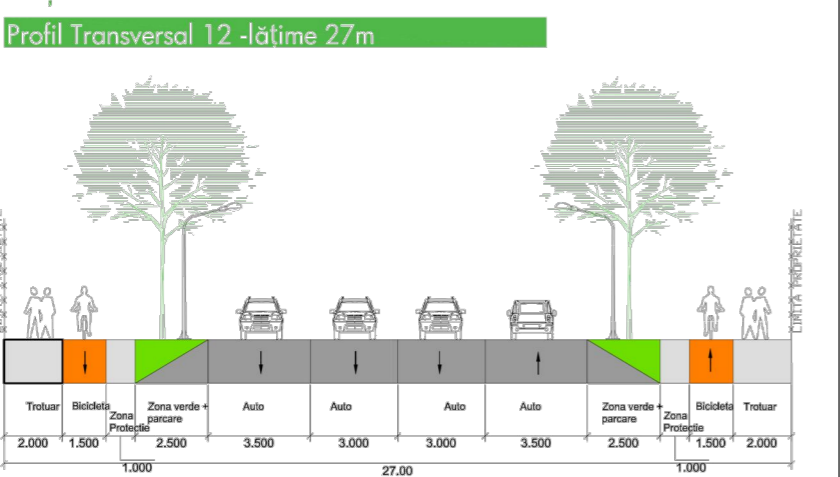 Profil Transversal 12 -lățime 27m
LIMITA PROPRIETATE
Trotuar
Bicicleta
Zona
Protecție
Zona verde +
parcare
Auto
Auto
Auto
Auto
Zona verde +
parcare
Zona
Protecție
Bicicleta
Trotuar
2.000
1.500
2.500
3.500
3.000
3.000
3.500
2.500
1.500
2.000
1.000
27.00
1.000